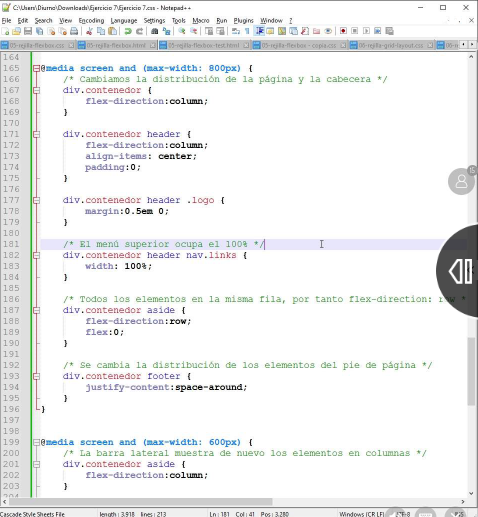 C:\Users\Diurno\Downloads\Ejercicio 7\Ejercicio 7.css - Notepad++
File Edit Search View Encoding Language Settings Tools Macro Run Plugins Window ?
05-rejilla-flexbox.css 05-rejilla-flexbox.html 05-rejilla-flexbox-test.html 05-rejilla-flexbox - copia.css 06-rejilla-grid-layout.css
164
165 @media screen and (max-width: 800px) {
166 /* Cambiamos la distribución de la página y la cabecera */
167 div.contenedor {
168 flex-direction:column;
169 }
170
171 div.contenedor header {
172 flex-direction:column;
173 align-items: center;
174 padding:0;
175 }
176
177 div.contenedor header .logo {
178 margin:0.5em 0;
179 }
180
181 /* El menú superior ocupa el 100% */
182 div.contenedor header nav.links {
183 width: 100%;
184 }
185
186 /* Todos los elementos en la misma fila, por tanto flex-direction: row *
187 div.contenedor aside {
188 flex-direction:row;
189 flex:0;
190 }
191
192 /* Se cambia la distribución de los elementos del pie de página */
193 div.contenedor footer {
194 justify-content:space-around;
195 }
196 }
197
198
199 @media screen and (max-width: 600px) {
200 /* La barra lateral muestra de nuevo los elementos en columnas */
201 div.contenedor aside {
202 flex-direction:column;
203 }
204
Cascade Style Sheets File length : 3.918 lines : 213 Ln : 181 Col : 41 Pos : 3.280 Windows (CR LF)